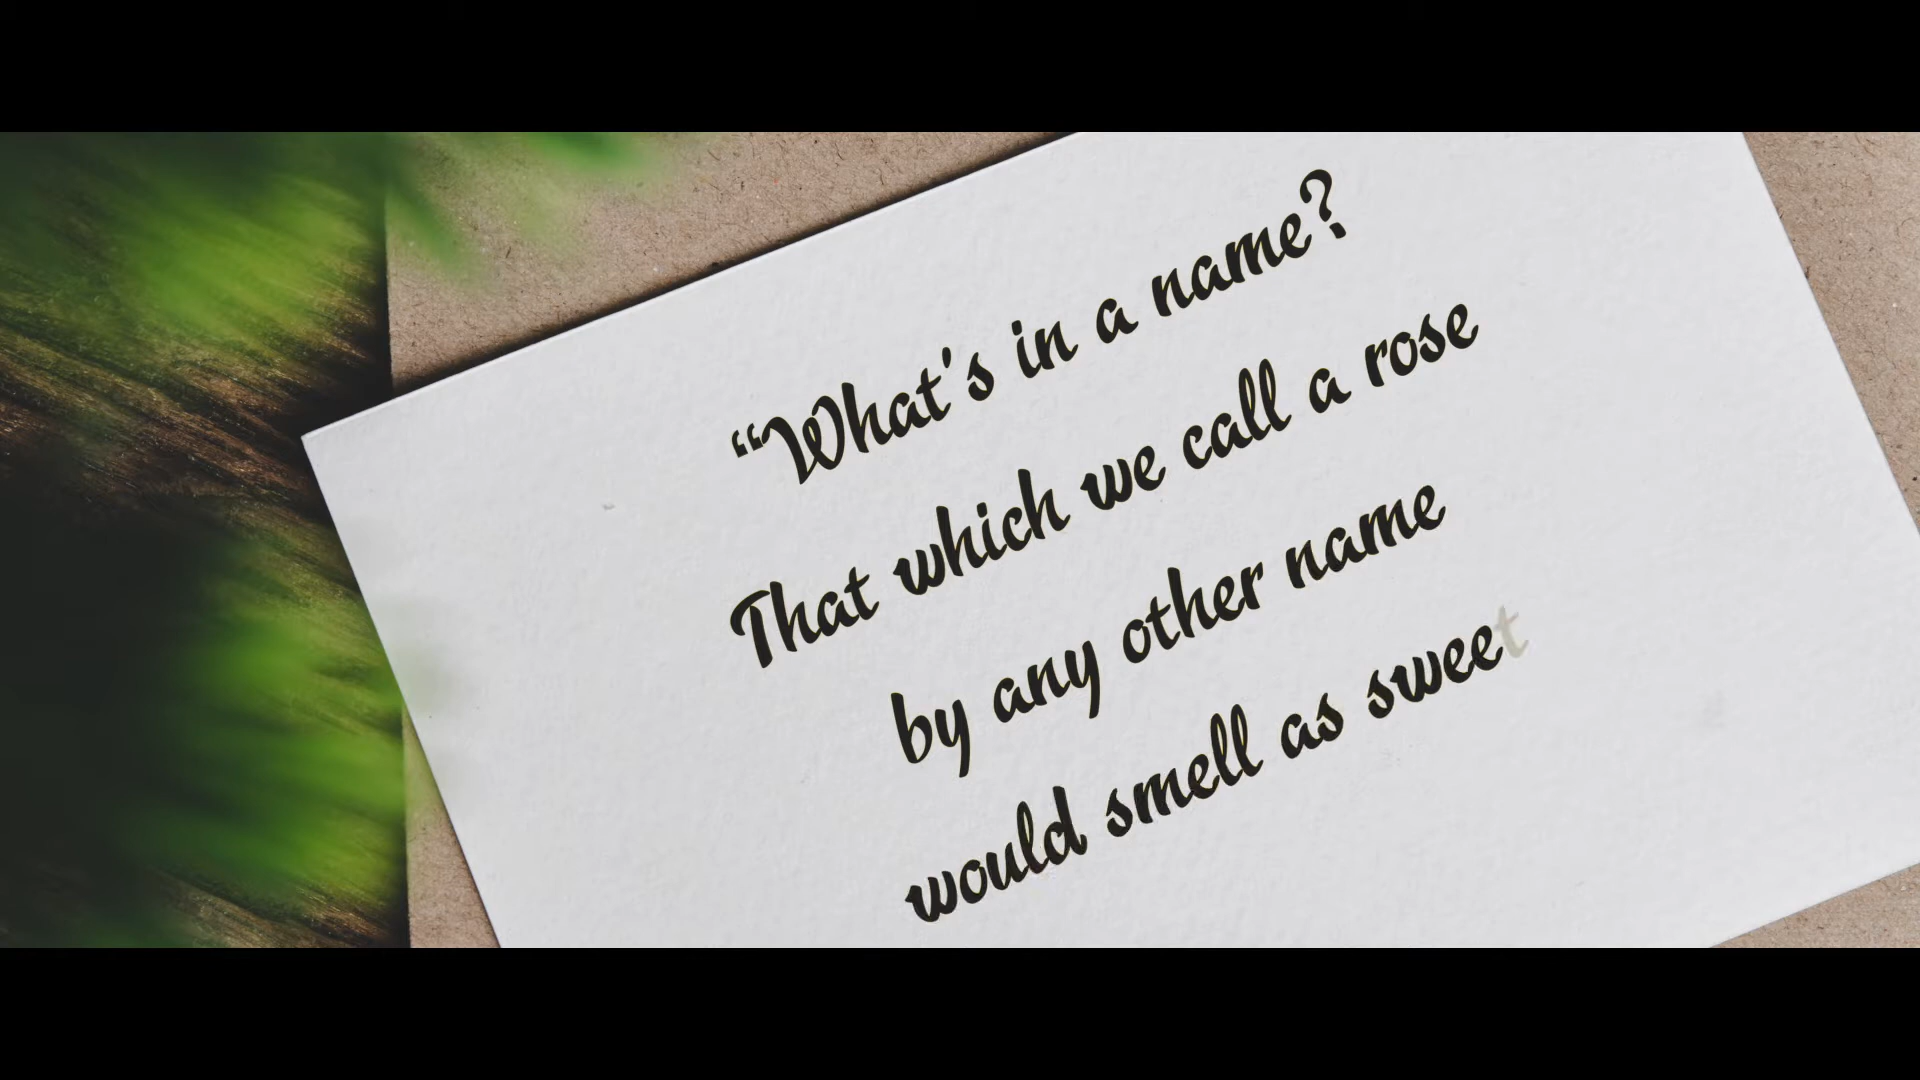 “What's in a name?
That which we call a rose
by any other name
would smell as sweet